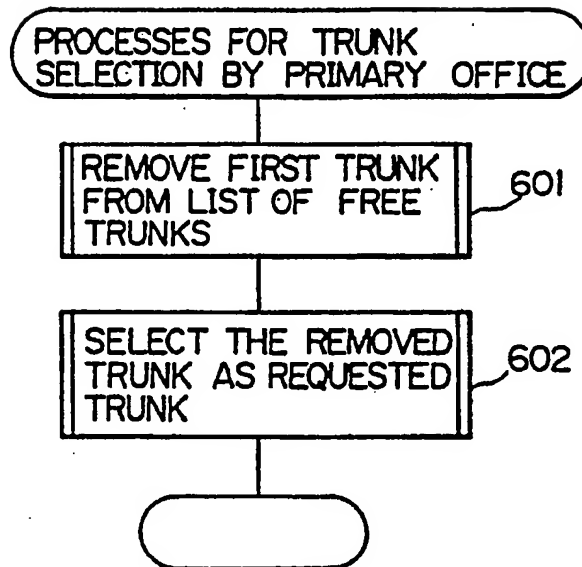 PROCESSES FOR TRUNK
SELECTION BY PRIMARY OFFICE
REMOVE FIRST TRUNK
FROM LIST OF FREE
TRUNKS
601
SELECT THE REMOVED
TRUNK AS REQUESTED
TRUNK
602